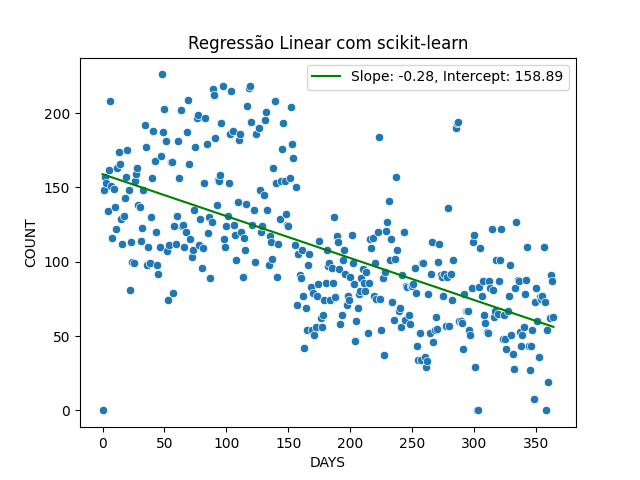 Regressão Linear com scikit-learn
Slope: -0.28, Intercept: 158.89
COUNT
200
150
100
50
0
0 50 100 150 200 250 300 350
DAYS